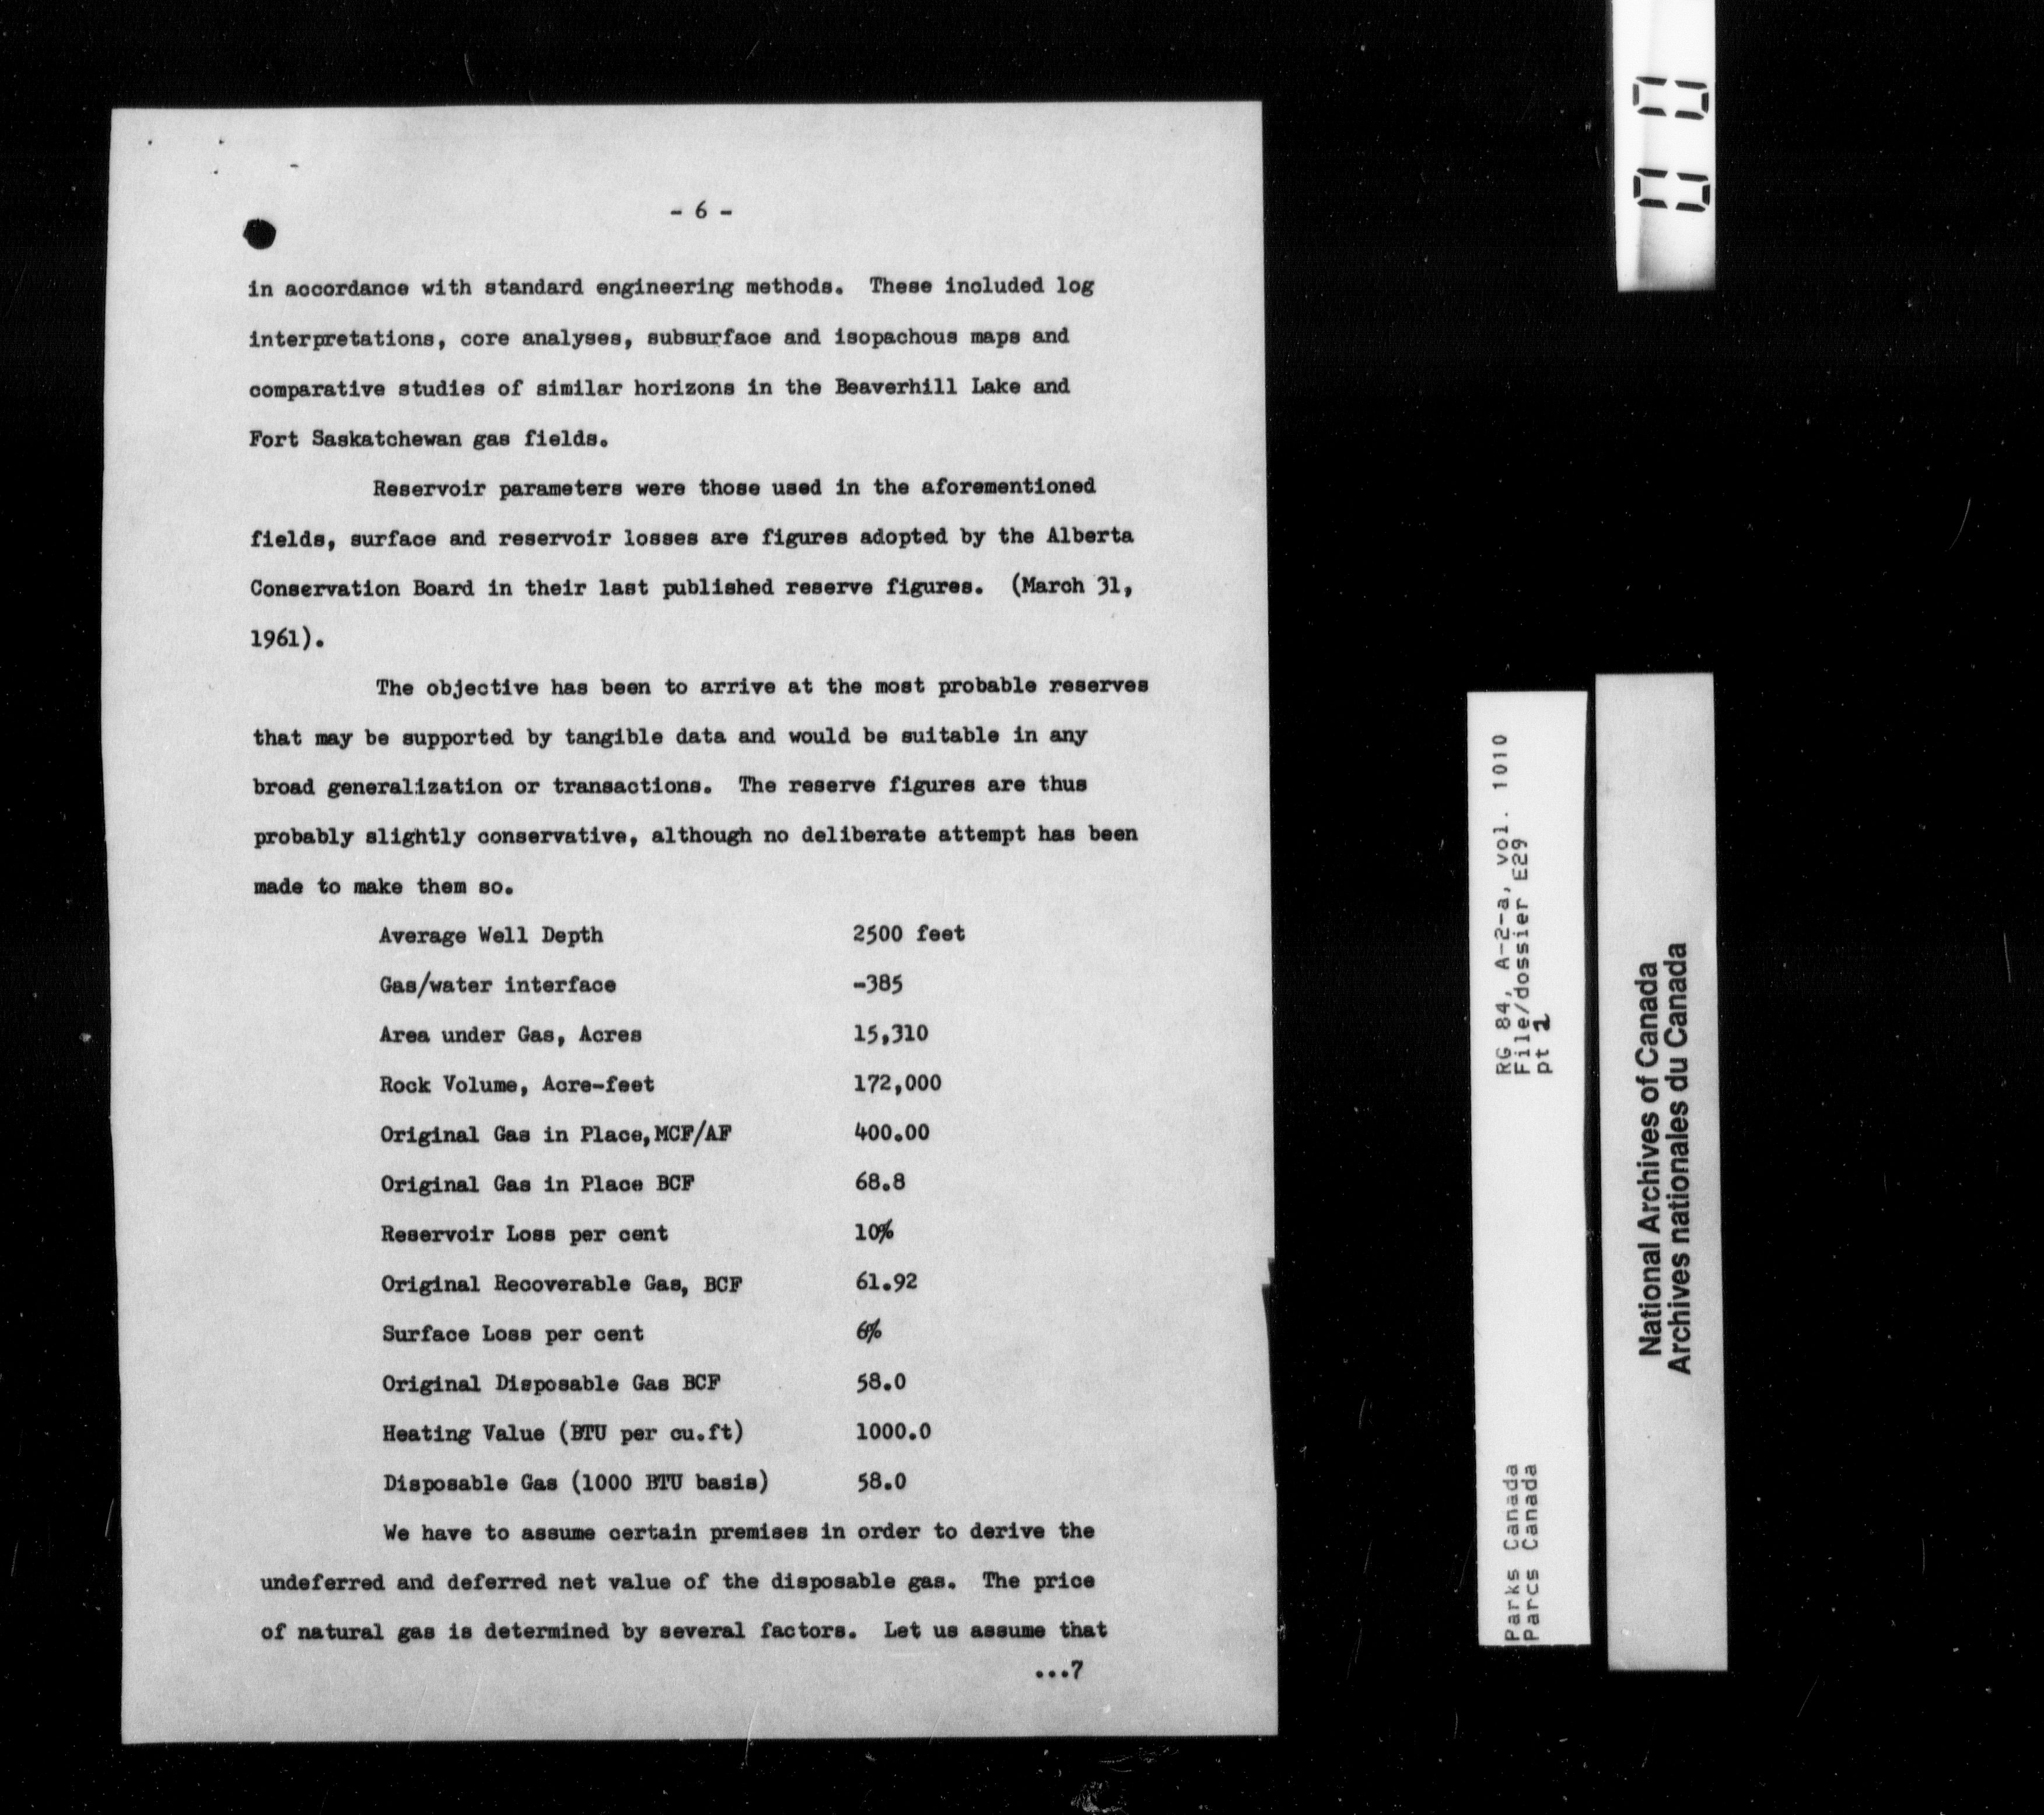 - 6 -
in accordance with standard engineering methods. These included log
interpretations, core analyses, subsurface and isopachous maps and
comparative studies of similar horizons in the Beaverhill Lake and
Fort Saskatchewan gas fields.
Reservoir parameters were those used in the aforementioned
fields, surface and reservoir losses are figures adopted by the Alberta
Conservation Board in their last published reserve figures. (March 31,
1961).
The objective has been to arrive at the most probable reserves
that may be supported by tangible data and would be suitable in any
broad generalization or transactions. The reserve figures are thus
probably slightly conservative, although no deliberate attempt has been
made to make them so.
Average Well Depth 2500 feet
Gas/water interface -385
Area under Gas, Acres 15,310
Rock Volume, Acre-feet 172,000
Original Gas in Place,MCF/AF 400.00
Original Gas in Place BCF 68.8
Reservoir Loss per cent 10%
Original Recoverable Gas, BCF 61.92
Surface Loss per cent 6%
Original Disposable Gas BCF 58.0
Heating Value (BTU per cu.ft) 1000.0
Disposable Gas (1000 BTU basis) 58.0
We have to assume certain premises in order to derive the
undeferred and deferred net value of the disposable gas. The price
of natural gas is determined by several factors. Let us assume that
...7
00
RG 84, A-2-a, vol. 1010
File/dossier E29
pt 2
Parks Canada
Parcs Canada
National Archives of Canada
Archives nationales du Canada